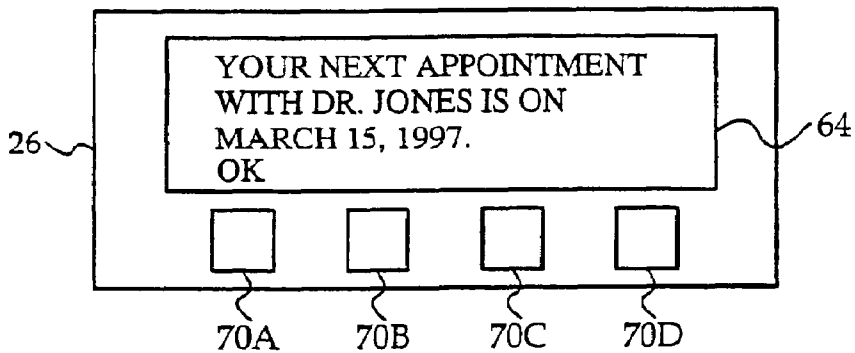 YOUR NEXT APPOINTMENT
WITH DR. JONES IS ON
MARCH 15, 1997.
OK
26
64
70A 70B 70C 70D